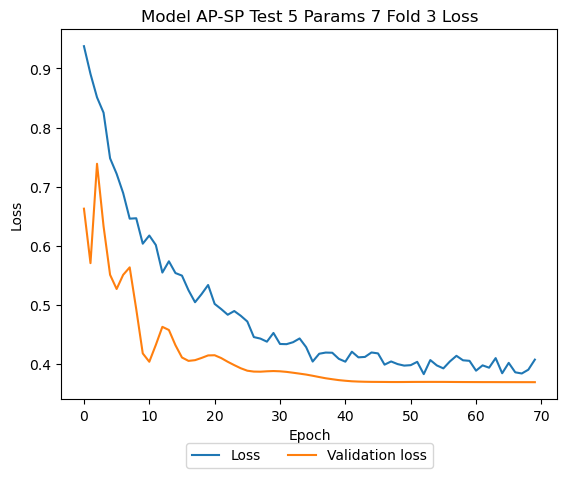 Model AP-SP Test 5 Params 7 Fold 3 Loss
Loss
0.9
0.8
0.7
0.6
0.5
0.4
0 10 20 30 40 50 60 70
Epoch
Loss Validation loss